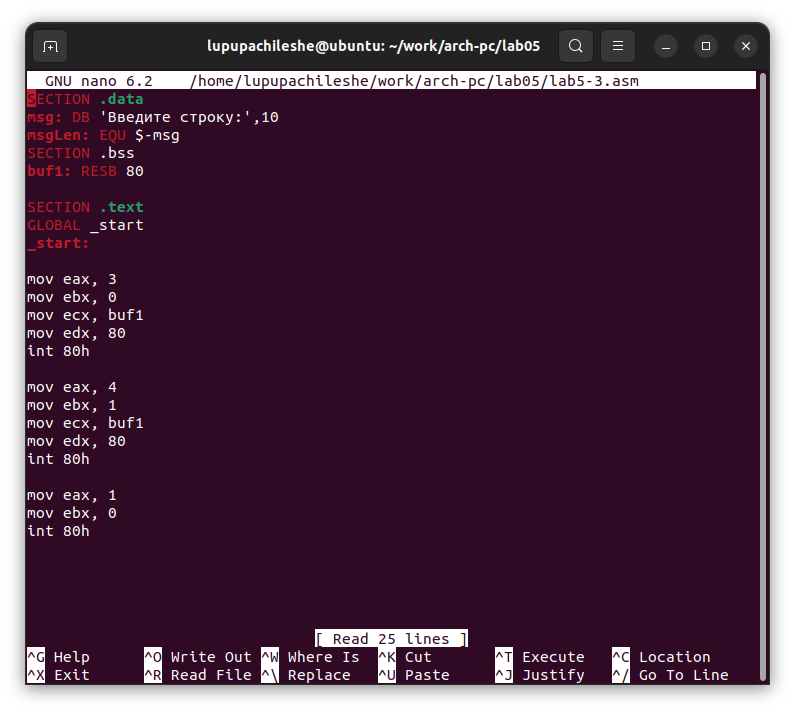 lupupachileshe@ubuntu: ~/work/arch-pc/lab05
GNU nano 6.2 /home/lupupachileshe/work/arch-pc/lab05/lab5-3.asm
SECTION .data
msg: DB 'Введите строку:',10
msgLen: EQU $-msg
SECTION .bss
buf1: RESB 80
SECTION .text
GLOBAL _start
_start:
mov eax, 3
mov ebx, 0
mov ecx, buf1
mov edx, 80
int 80h
mov eax, 4
mov ebx, 1
mov ecx, buf1
mov edx, 80
int 80h
mov eax, 1
mov ebx, 0
int 80h
[ Read 25 lines ]
^G Help ^O Write Out ^W Where Is ^K Cut ^T Execute ^C Location
^X Exit ^R Read File ^\ Replace ^U Paste ^J Justify ^/ Go To Line